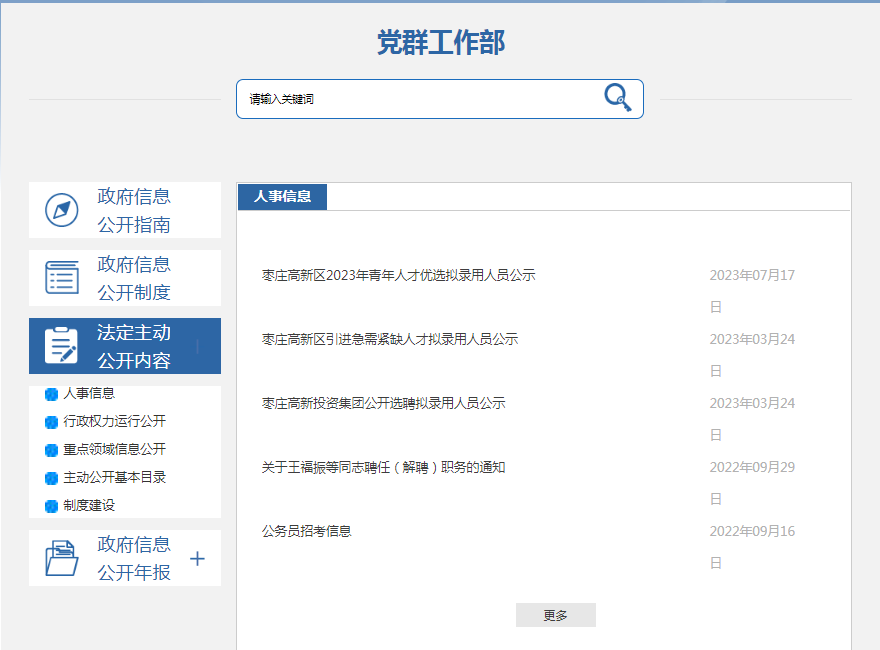 党群工作部
请输入关键词
政府信息
公开指南
政府信息
公开制度
法定主动
公开内容
人事信息
行政权力运行公开
重点领域信息公开
主动公开基本目录
制度建设
政府信息
公开年报
人事信息
枣庄高新区2023年青年人才优选拟录用人员公示
2023年07月17
日
枣庄高新区引进急需紧缺人才拟录用人员公示
2023年03月24
日
枣庄高新投资集团公开选聘拟录用人员公示
2023年03月24
日
关于王福振等同志聘任（解聘）职务的通知
2022年09月29
日
公务员招考信息
2022年09月16
日
更多